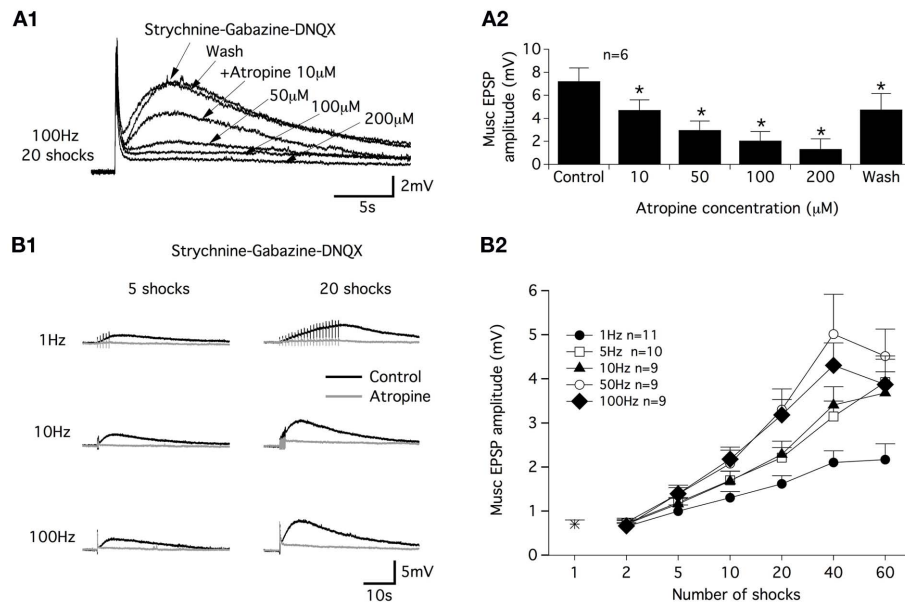 A1
Strychnine-Gabazine-DNQX
Wash
+Atropine 10μM
50μM
100μM
200μM
100Hz
20 shocks
2mV
5s
A2
Musc EPSP
amplitude (mV)
10
8
6
4
2
0
n=6
*
*
*
*
*
Control
10
50
100
200
Wash
Atropine concentration (μM)
B1
Strychnine-Gabazine-DNQX
5 shocks
20 shocks
1Hz
Control
Atropine
10Hz
100Hz
5mV
10s
B2
Musc EPSP amplitude (mV)
6
5
4
3
2
1
0
1Hz n=11
5Hz n=10
10Hz n=9
50Hz n=9
100Hz n=9
1
2
5
10
20
40
60
Number of shocks